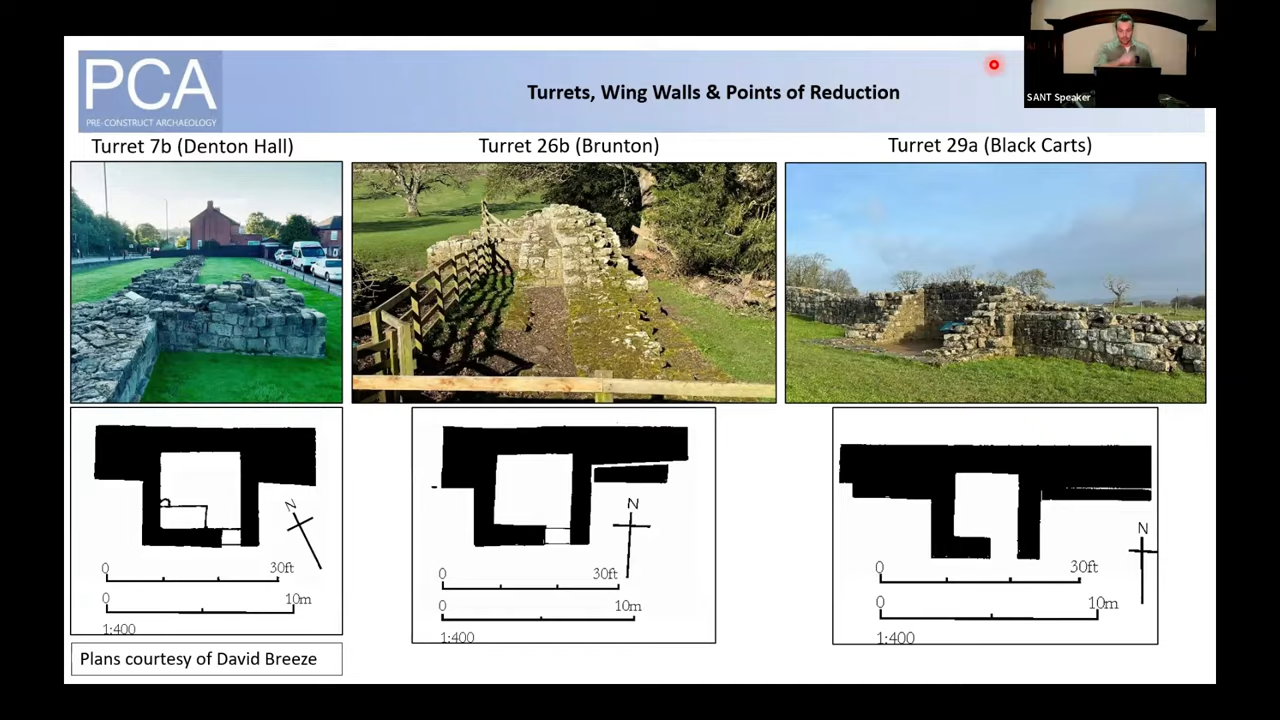 PCA
PRE-CONSTRUCT ARCHAEOLOGY
Turrets, Wing Walls & Points of Reduction
SANT Speaker
Turret 7b (Denton Hall)
Turret 26b (Brunton)
Turret 29a (Black Carts)
N
0 30ft
0 10m
1:400
N
0 30ft
0 10m
1:400
N
0 30ft
0 10m
1:400
Plans courtesy of David Breeze